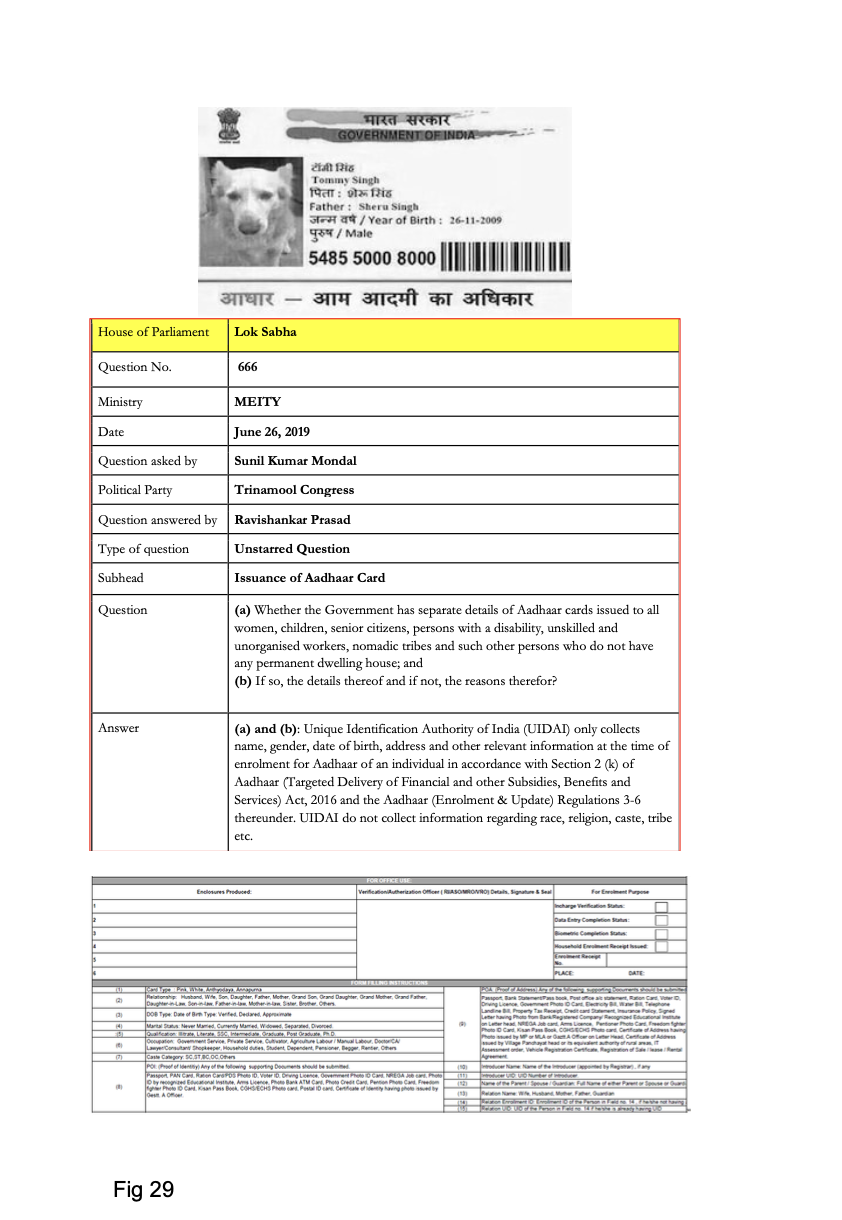 भारत सरकार
GOVERNMENT OF INDIA
टॉमी सिंह
Tommy Singh
पिता : शेरू सिंह
Father : Sheru Singh
जन्म वर्ष / Year of Birth : 26-11-2009
पुरुष / Male
5485 5000 8000
आधार — आम आदमी का अधिकार
House of Parliament Lok Sabha
Question No. 666
Ministry MEITY
Date June 26, 2019
Question asked by Sunil Kumar Mondal
Political Party Trinamool Congress
Question answered by Ravishankar Prasad
Type of question Unstarred Question
Subhead Issuance of Aadhaar Card
Question (a) Whether the Government has separate details of Aadhaar cards issued to all
women, children, senior citizens, persons with a disability, unskilled and
unorganised workers, nomadic tribes and such other persons who do not have
any permanent dwelling house; and
(b) If so, the details thereof and if not, the reasons therefor?
Answer (a) and (b): Unique Identification Authority of India (UIDAI) only collects
name, gender, date of birth, address and other relevant information at the time of
enrolment for Aadhaar of an individual in accordance with Section 2 (k) of
Aadhaar (Targeted Delivery of Financial and other Subsidies, Benefits and
Services) Act, 2016 and the Aadhaar (Enrolment & Update) Regulations 3-6
thereunder. UIDAI do not collect information regarding race, religion, caste, tribe
etc.
FOR OFFICE USE
Enclosures Produced: Verification/Autherization Officer ( RI/ASO/MRO/VRO) Details, Signature & Seal For Enrolment Purpose
1 Incharge Verification Status:
2 Data Entry Completion Status:
3 Biometric Completion Status:
4 Household Enrolment Receipt Issued:
5 Enrolment Receipt
No.
6 PLACE: DATE:
FORM FILLING INSTRUCTIONS
(1) Card Type : Pink, White, Anthyodaya, Annapurna
(2) Relationship: Husband, Wife, Son, Daughter, Father, Mother, Grand Son, Grand Daughter, Grand Mother, Grand Father,
Daughter-in-Law, Son-in-law, Father-in-law, Mother-in-law, Sister, Brother, Others.
(3) DOB Type: Date of Birth Type: Verified, Declared, Approximate
(4) Marital Status: Never Married, Currently Married, Widowed, Separated, Divorced
(5) Qualification: Illitrate, Literate, SSC, Intermediate, Graduate, Post Graduate, Ph.D.
(6) Occupation: Government Service, Private Service, Cultivator, Agriculture Labour / Manual Labour, Doctor/CA/
Lawyer/Consultant/ Shopkeeper, Household duties, Student, Dependent, Pensioner, Begger, Rentier, Others
(7) Caste Category: SC,ST,BC,OC,Others
(8) POI: (Proof of Identity) Any of the following supporting Documents should be submitted.
Passport, PAN Card, Ration Card/PDS Photo ID, Voter ID, Driving Licence, Government Photo ID Card, NREGA Job card, Photo
ID by recognized Educational Institute, Arms Licence, Photo Bank ATM Card, Photo Credit Card, Pention Photo Card, Freedom
fighter Photo ID Card, Kisan Pass Book, CGHS/ECHS Photo card, Postal ID card, Certificate of Identity having photo issued by
Gestt. A Officer.
(9) POA: (Proof of Address) Any of the following supporting Documents should be submitted
Passport, Bank Statement/Pass book, Post office a/c statement, Ration Card, Voter ID,
Driving Licence, Government Photo ID Card, Electricity Bill, Water Bill, Telephone
Landline Bill, Property Tax Receipt, Credit card Statement, Insurance Policy, Signed
Letter having Photo from Bank/Registered Company/ Recognized Educational Institute
on Letter head, NREGA Job card, Arms Licence, Pentioner Photo Card, Freedom fighter
Photo ID Card, Kisan Pass Book, CGHS/ECHS Photo card, Certificate of Address having
Photo issued by MP or MLA or Gaztt.A Officer on Letter Head, Certificate of Address
issued by Village Panchayat head or its equivalent authority of rural areas, IT
Assessment order, Vehicle Registration Certificate, Registration of Sale / lease / Rental
Agreement.
(10) Introducer Name: Name of the Introducer (appointed by Registrar) , if any
(11) Introducer UID: UID Number of Introducer.
(12) Name of the Parent / Spouse / Guardian: Full Name of either Parent or Spouse or
(13) Relation Name: Wife, Husband, Mother, Father, Guardian
(14) Relation Enrollment ID: Enrollment ID of the Person in Field no. 14 , if he/she not having
(15) Relation UID: UID of the Person in Field no. 14 if he/she is already having UID
Fig 29